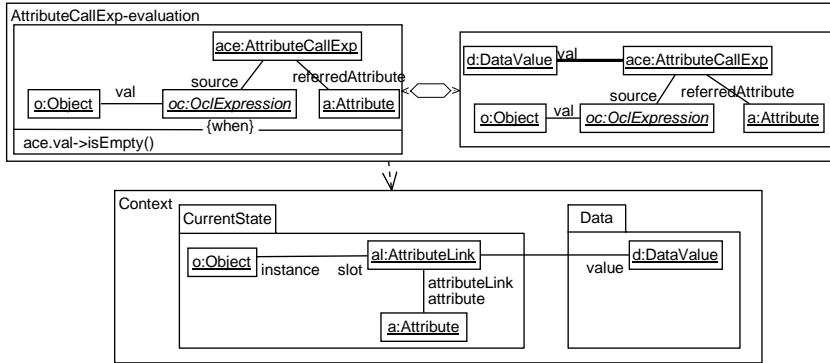 AttributeCallExp-evaluation
ace:AttributeCallExp
source
referredAttribute
o:Object
val
oc:OclExpression
a:Attribute
{when}
ace.val->isEmpty()
d:DataValue
val
ace:AttributeCallExp
source
referredAttribute
o:Object
val
oc:OclExpression
a:Attribute
Context
CurrentState
o:Object
instance
slot
al:AttributeLink
attributeLink
attribute
a:Attribute
Data
value
d:DataValue